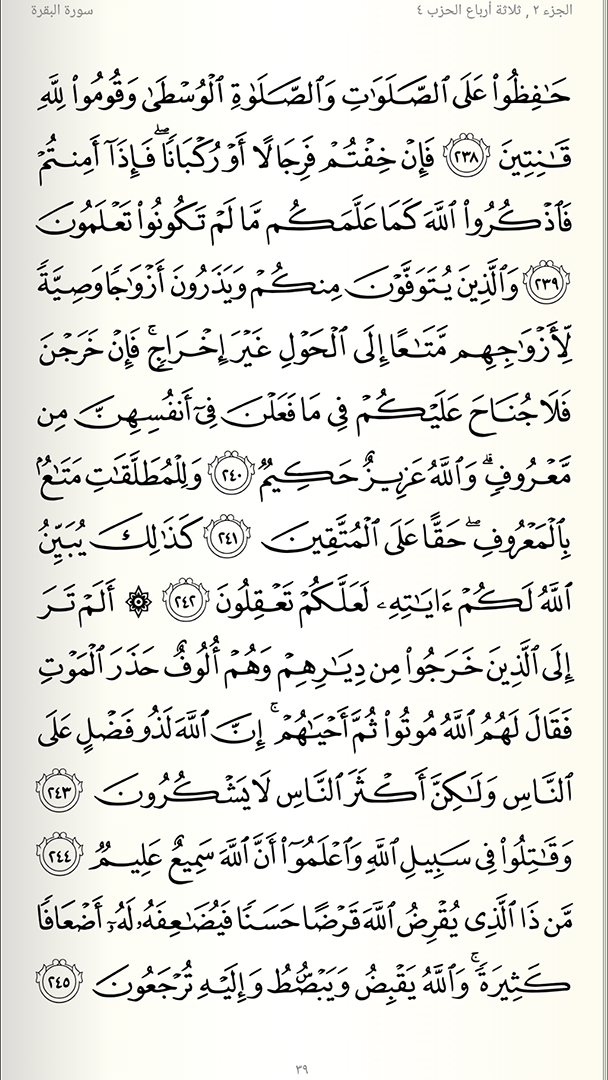 الجزء ٢ , ثلاثة أرباع الحزب ٤
سورة البقرة
حَـٰفِظُوا۟ عَلَى ٱلصَّلَوَٰتِ وَٱلصَّلَوٰةِ ٱلْوُسْطَىٰ وَقُومُوا۟ لِلَّهِ
قَـٰنِتِينَ ٢٣٨ فَإِنْ خِفْتُمْ فَرِجَالًا أَوْ رُكْبَانًا ۖ فَإِذَآ أَمِنتُمْ
فَٱذْكُرُوا۟ ٱللَّهَ كَمَا عَلَّمَكُم مَّا لَمْ تَكُونُوا۟ تَعْلَمُونَ
٢٣٩ وَٱلَّذِينَ يُتَوَفَّوْنَ مِنكُمْ وَيَذَرُونَ أَزْوَٰجًا وَصِيَّةً
لِّأَزْوَٰجِهِم مَّتَـٰعًا إِلَى ٱلْحَوْلِ غَيْرَ إِخْرَاجٍ ۚ فَإِنْ خَرَجْنَ
فَلَا جُنَاحَ عَلَيْكُمْ فِى مَا فَعَلْنَ فِىٓ أَنفُسِهِنَّ مِن
مَّعْرُوفٍ ۗ وَٱللَّهُ عَزِيزٌ حَكِيمٌ ٢٤٠ وَلِلْمُطَلَّقَـٰتِ مَتَـٰعٌۢ
بِٱلْمَعْرُوفِ ۖ حَقًّا عَلَى ٱلْمُتَّقِينَ ٢٤١ كَذَٰلِكَ يُبَيِّنُ
ٱللَّهُ لَكُمْ ءَايَـٰتِهِۦ لَعَلَّكُمْ تَعْقِلُونَ ٢٤٢ ۞ أَلَمْ تَرَ
إِلَى ٱلَّذِينَ خَرَجُوا۟ مِن دِيَـٰرِهِمْ وَهُمْ أُلُوفٌ حَذَرَ ٱلْمَوْتِ
فَقَالَ لَهُمُ ٱللَّهُ مُوتُوا۟ ثُمَّ أَحْيَـٰهُمْ ۚ إِنَّ ٱللَّهَ لَذُو فَضْلٍ عَلَى
ٱلنَّاسِ وَلَـٰكِنَّ أَكْثَرَ ٱلنَّاسِ لَا يَشْكُرُونَ ٢٤٣
وَقَـٰتِلُوا۟ فِى سَبِيلِ ٱللَّهِ وَٱعْلَمُوٓا۟ أَنَّ ٱللَّهَ سَمِيعٌ عَلِيمٌ ٢٤٤
مَّن ذَا ٱلَّذِى يُقْرِضُ ٱللَّهَ قَرْضًا حَسَنًا فَيُضَـٰعِفَهُۥ لَهُۥٓ أَضْعَافًا
كَثِيرَةً ۚ وَٱللَّهُ يَقْبِضُ وَيَبْصُۜطُ وَإِلَيْهِ تُرْجَعُونَ ٢٤٥
٣٩